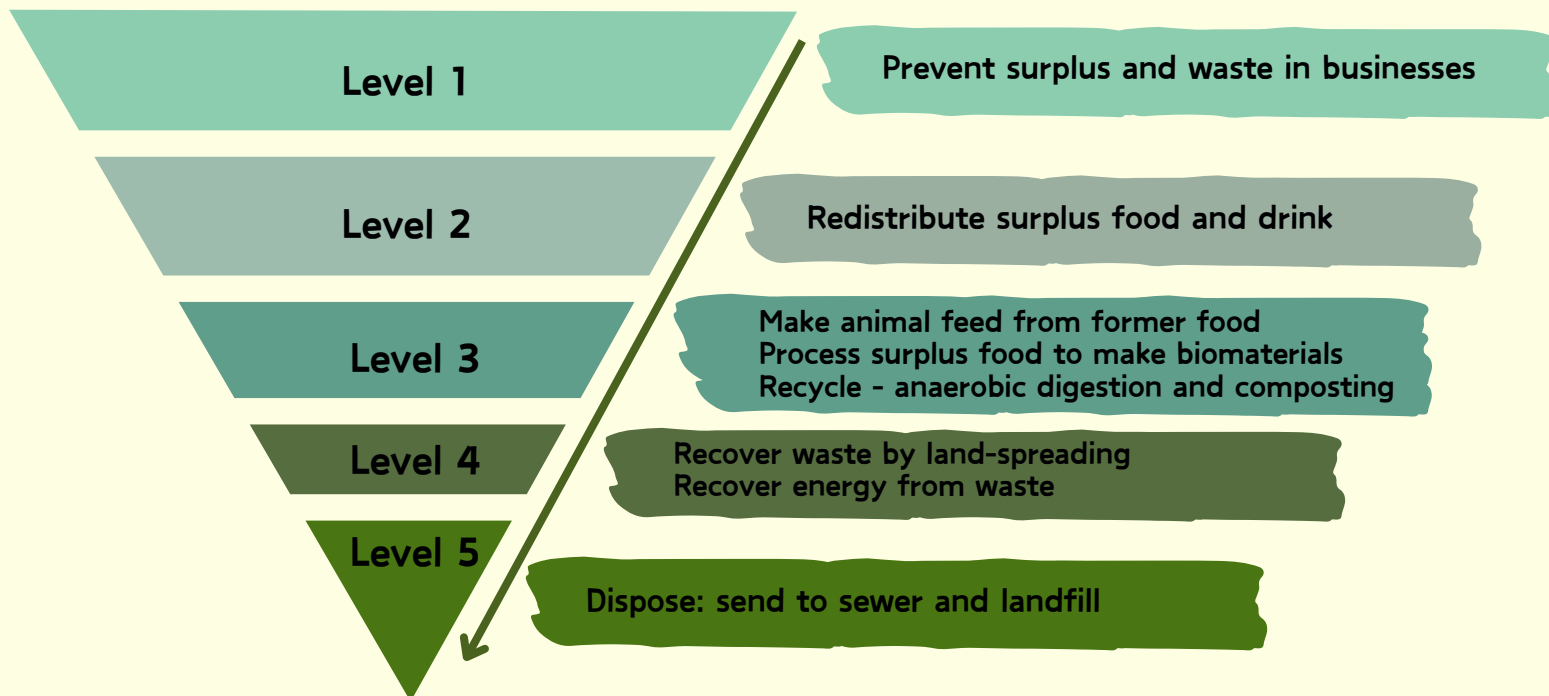 Level 1
Prevent surplus and waste in businesses
Level 2
Redistribute surplus food and drink
Level 3
Make animal feed from former food
Process surplus food to make biomaterials
Recycle - anaerobic digestion and composting
Level 4
Recover waste by land-spreading
Recover energy from waste
Level 5
Dispose: send to sewer and landfill